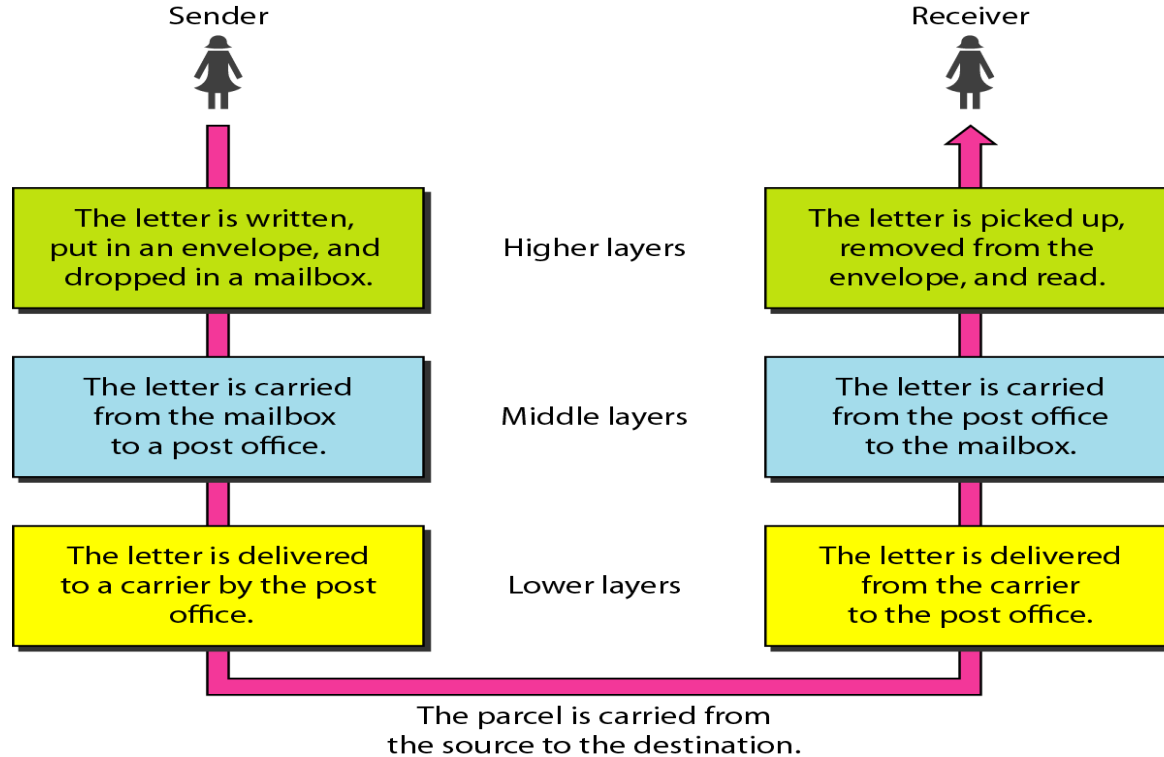 Sender
Receiver
The letter is written,
put in an envelope, and
dropped in a mailbox.
Higher layers
The letter is picked up,
removed from the
envelope, and read.
The letter is carried
from the mailbox
to a post office.
Middle layers
The letter is carried
from the post office
to the mailbox.
The letter is delivered
to a carrier by the post
office.
Lower layers
The letter is delivered
from the carrier
to the post office.
The parcel is carried from
the source to the destination.